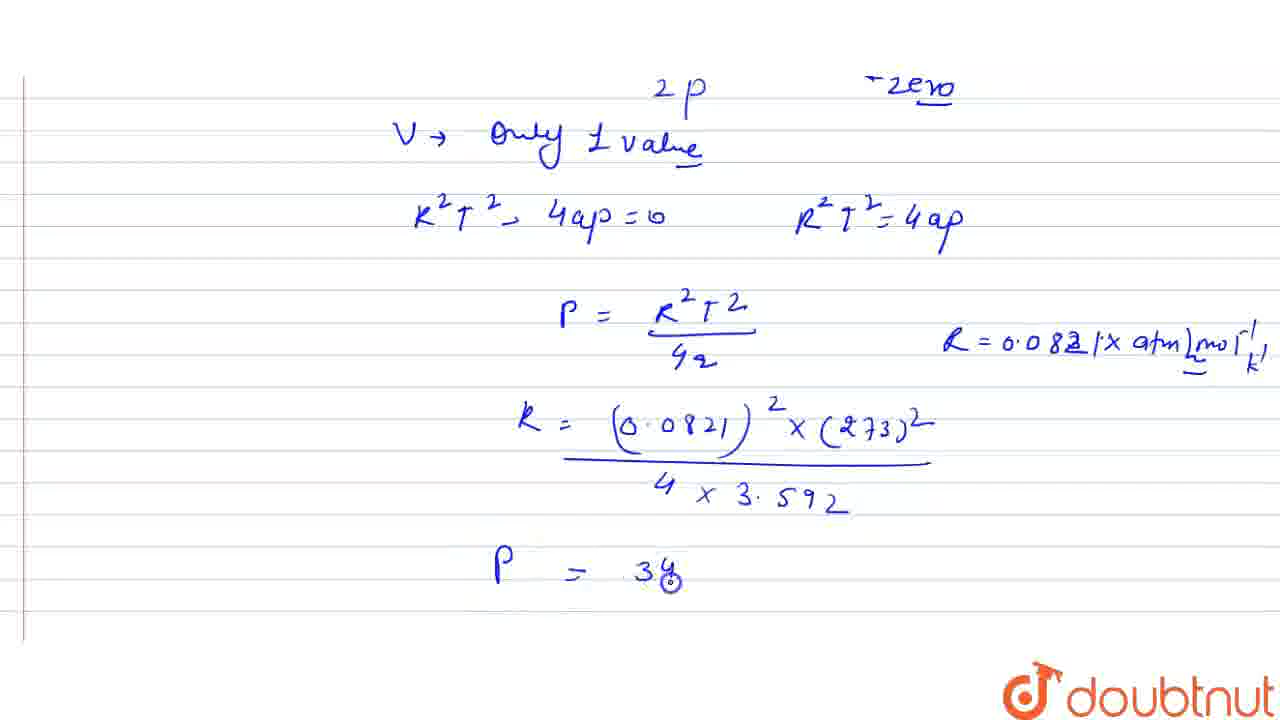 2p zero
V → Only 1 value
R²T² - 4ap = 0 R²T² = 4ap
P = R²T² / 4a R = 0.0821 × atm L mol⁻¹ K⁻¹
R = (0.0821)² × (273)² / 4 × 3.592
P = 34
doubtnut